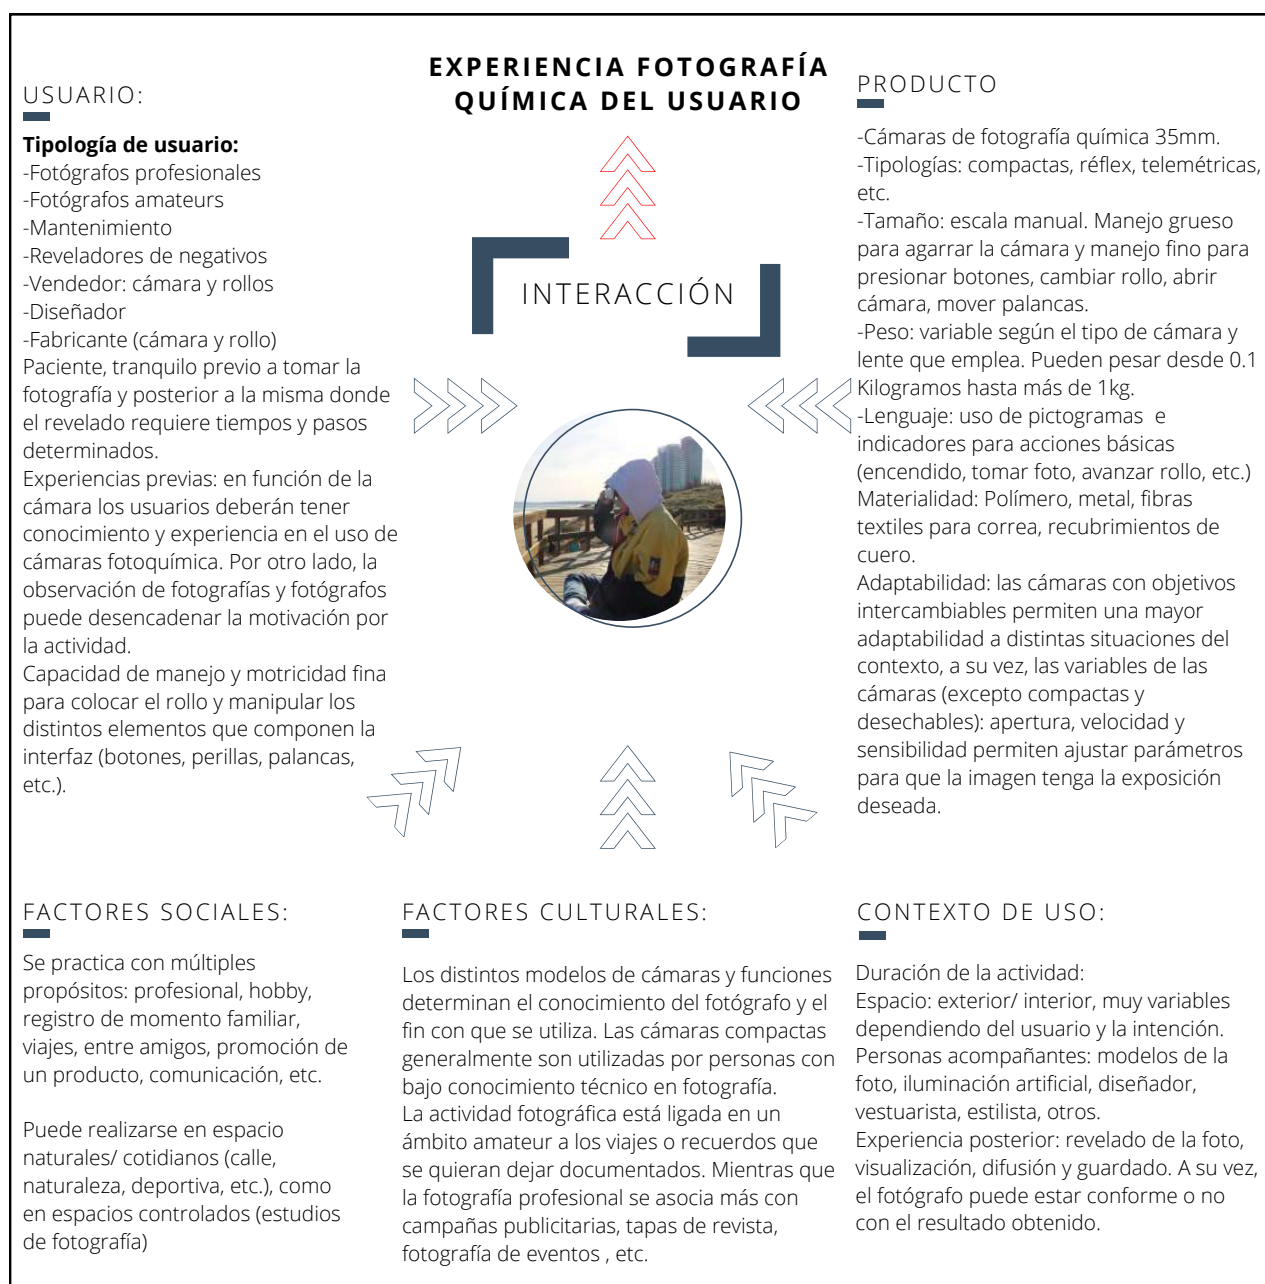 EXPERIENCIA FOTOGRAFÍA
QUÍMICA DEL USUARIO
USUARIO:
Tipología de usuario:
-Fotógrafos profesionales
-Fotógrafos amateurs
-Mantenimiento
-Reveladores de negativos
-Vendedor: cámara y rollos
-Diseñador
-Fabricante (cámara y rollo)
Paciente, tranquilo previo a tomar la
fotografía y posterior a la misma donde
el revelado requiere tiempos y pasos
determinados.
Experiencias previas: en función de la
cámara los usuarios deberán tener
conocimiento y experiencia en el uso de
cámaras fotoquímica. Por otro lado, la
observación de fotografías y fotógrafos
puede desencadenar la motivación por
la actividad.
Capacidad de manejo y motricidad fina
para colocar el rollo y manipular los
distintos elementos que componen la
interfaz (botones, perillas, palancas,
etc.).
INTERACCIÓN
PRODUCTO
-Cámaras de fotografía química 35mm.
-Tipologías: compactas, réflex, telemétricas,
etc.
-Tamaño: escala manual. Manejo grueso
para agarrar la cámara y manejo fino para
presionar botones, cambiar rollo, abrir
cámara, mover palancas.
-Peso: variable según el tipo de cámara y
lente que emplea. Pueden pesar desde 0.1
Kilogramos hasta más de 1kg.
-Lenguaje: uso de pictogramas  e
indicadores para acciones básicas
(encendido, tomar foto, avanzar rollo, etc.)
Materialidad: Polímero, metal, fibras
textiles para correa, recubrimientos de
cuero.
Adaptabilidad: las cámaras con objetivos
intercambiables permiten una mayor
adaptabilidad a distintas situaciones del
contexto, a su vez, las variables de las
cámaras (excepto compactas y
desechables): apertura, velocidad y
sensibilidad permiten ajustar parámetros
para que la imagen tenga la exposición
deseada.
FACTORES SOCIALES:
Se practica con múltiples
propósitos: profesional, hobby,
registro de momento familiar,
viajes, entre amigos, promoción de
un producto, comunicación, etc.
Puede realizarse en espacio
naturales/ cotidianos (calle,
naturaleza, deportiva, etc.), como
en espacios controlados (estudios
de fotografía)
FACTORES CULTURALES:
Los distintos modelos de cámaras y funciones
determinan el conocimiento del fotógrafo y el
fin con que se utiliza. Las cámaras compactas
generalmente son utilizadas por personas con
bajo conocimiento técnico en fotografía.
La actividad fotográfica está ligada en un
ámbito amateur a los viajes o recuerdos que
se quieran dejar documentados. Mientras que
la fotografía profesional se asocia más con
campañas publicitarias, tapas de revista,
fotografía de eventos , etc.
CONTEXTO DE USO:
Duración de la actividad:
Espacio: exterior/ interior, muy variables
dependiendo del usuario y la intención.
Personas acompañantes: modelos de la
foto, iluminación artificial, diseñador,
vestuarista, estilista, otros.
Experiencia posterior: revelado de la foto,
visualización, difusión y guardado. A su vez,
el fotógrafo puede estar conforme o no
con el resultado obtenido.